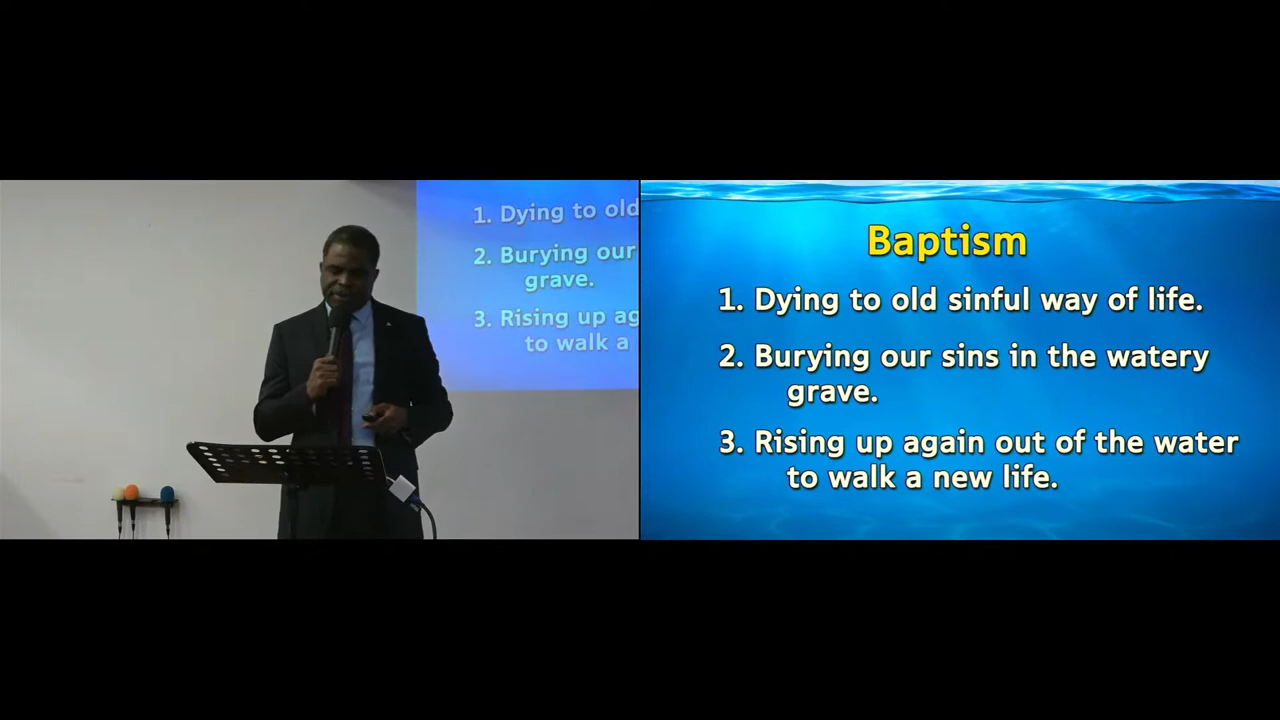 1. Dying to old
2. Burying our
grave.
3. Rising up ag
to walk a
Baptism
1. Dying to old sinful way of life.
2. Burying our sins in the watery
grave.
3. Rising up again out of the water
to walk a new life.